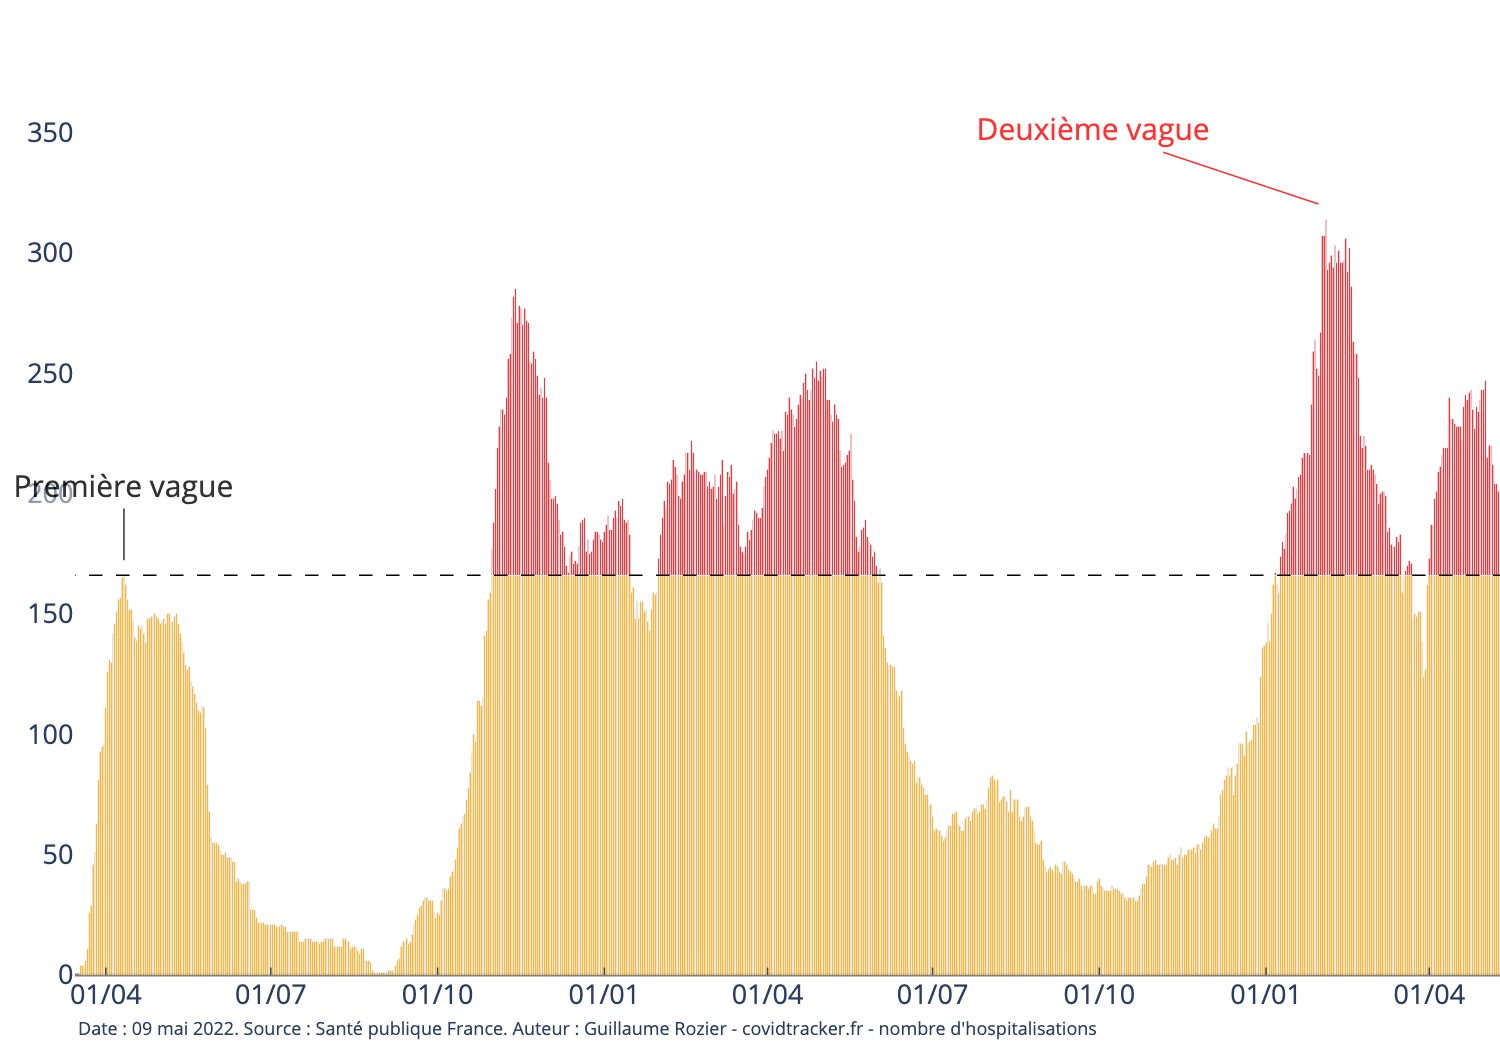 350
Deuxième vague
300
250
Première vague
200
150
100
50
0
01/04 01/07 01/10 01/01 01/04 01/07 01/10 01/01 01/04
Date : 09 mai 2022. Source : Santé publique France. Auteur : Guillaume Rozier - covidtracker.fr - nombre d'hospitalisations